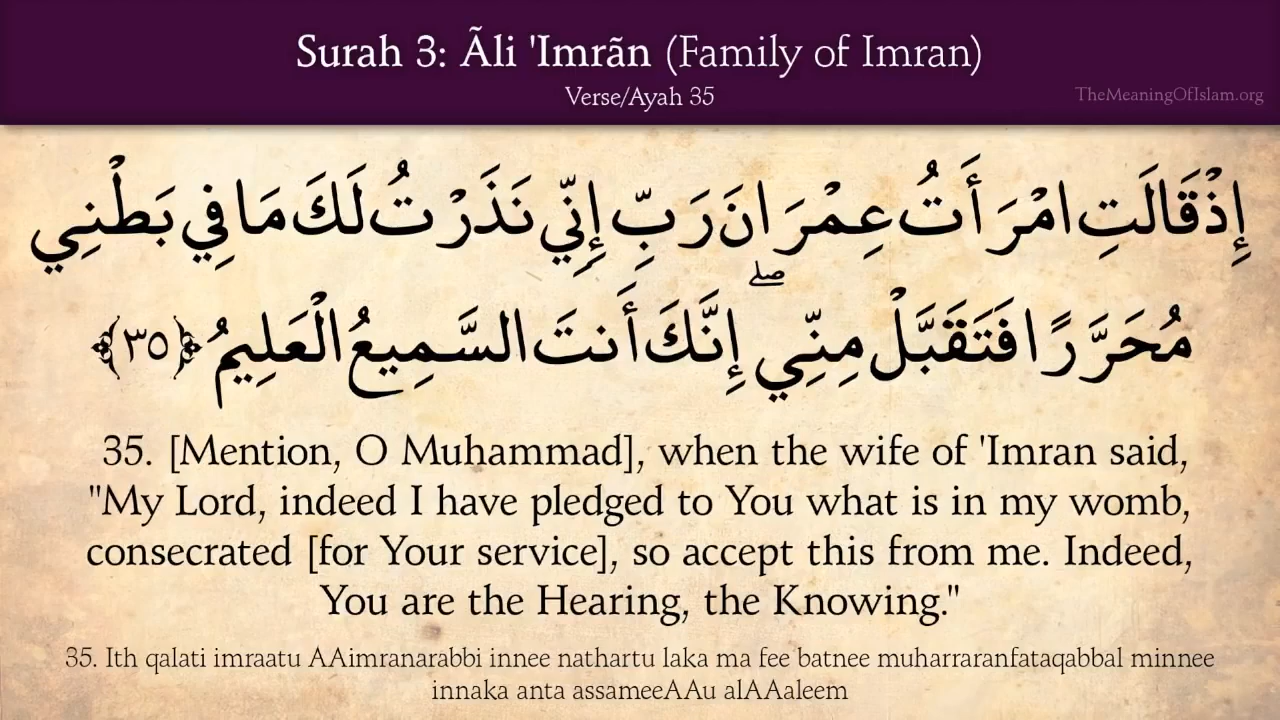 Surah 3: Ãli 'Imrãn (Family of Imran)
Verse/Ayah 35
TheMeaningOfIslam.org
إِذْ قَالَتِ امْرَأَتُ عِمْرَانَ رَبِّ إِنِّي نَذَرْتُ لَكَ مَا فِي بَطْنِي
مُحَرَّرًا فَتَقَبَّلْ مِنِّي ۖ إِنَّكَ أَنتَ السَّمِيعُ الْعَلِيمُ ﴿٣٥﴾
35. [Mention, O Muhammad], when the wife of 'Imran said,
"My Lord, indeed I have pledged to You what is in my womb,
consecrated [for Your service], so accept this from me. Indeed,
You are the Hearing, the Knowing."
35. Ith qalati imraatu AAimranarabbi innee nathartu laka ma fee batnee muharraranfataqabbal minnee
innaka anta assameeAAu alAAaleem